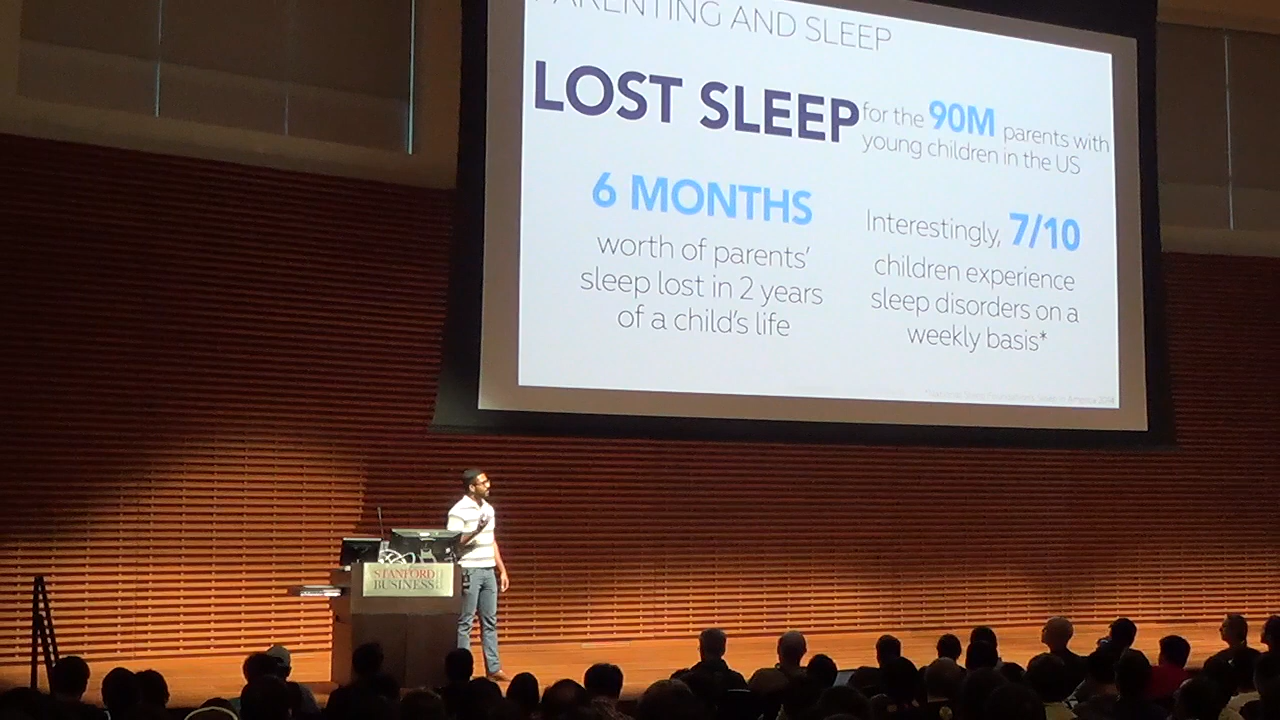 PARENTING AND SLEEP
LOST SLEEP
for the 90M parents with
young children in the US
6 MONTHS
worth of parents'
sleep lost in 2 years
of a child's life
Interestingly, 7/10
children experience
sleep disorders on a
weekly basis*
STANFORD
BUSINESS